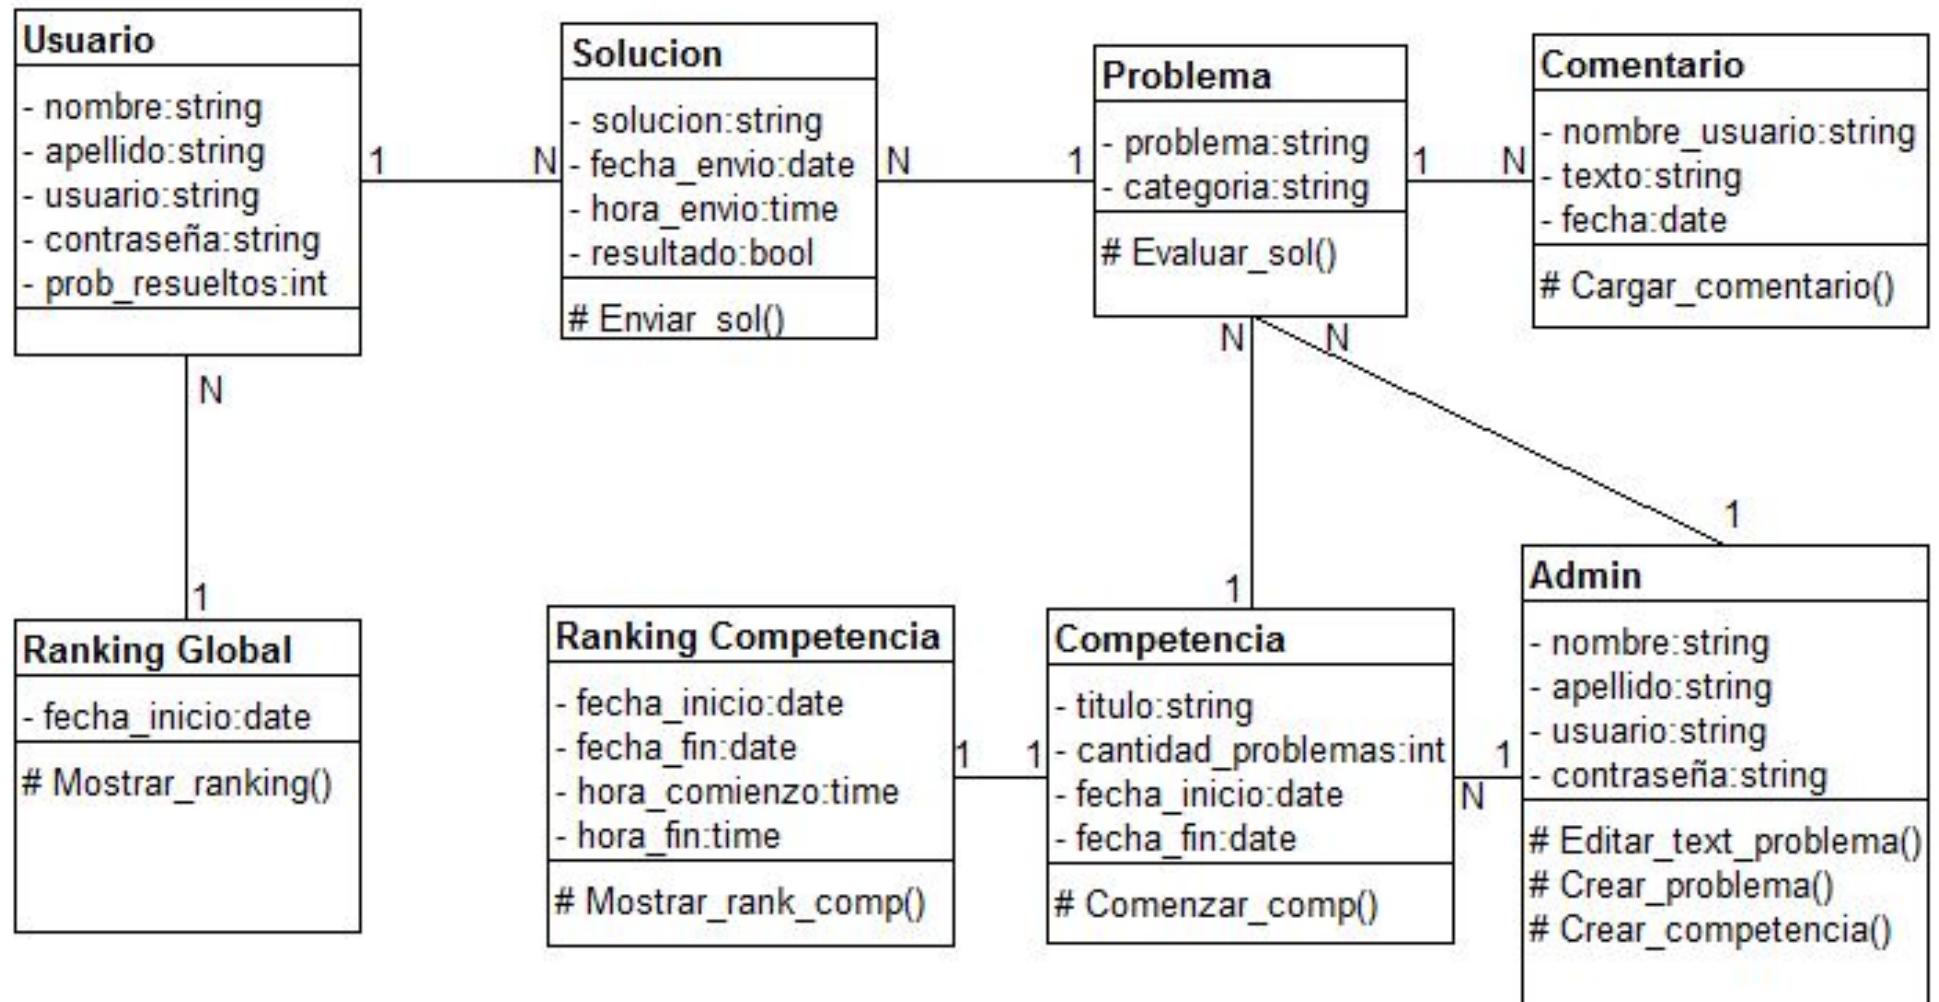 Usuario
- nombre:string
- apellido:string
- usuario:string
- contraseña:string
- prob_resueltos:int
1
N
Solucion
- solucion:string
- fecha_envio:date
- hora_envio:time
- resultado:bool
# Enviar_sol()
N
1
Problema
- problema:string
- categoria:string
# Evaluar_sol()
1
N
Comentario
- nombre_usuario:string
- texto:string
- fecha:date
# Cargar_comentario()
N
1
N
N
1
1
Ranking Global
- fecha_inicio:date
# Mostrar_ranking()
Ranking Competencia
- fecha_inicio:date
- fecha_fin:date
- hora_comienzo:time
- hora_fin:time
# Mostrar_rank_comp()
1
1
Competencia
- titulo:string
- cantidad_problemas:int
- fecha_inicio:date
- fecha_fin:date
# Comenzar_comp()
N
1
Admin
- nombre:string
- apellido:string
- usuario:string
- contraseña:string
# Editar_text_problema()
# Crear_problema()
# Crear_competencia()